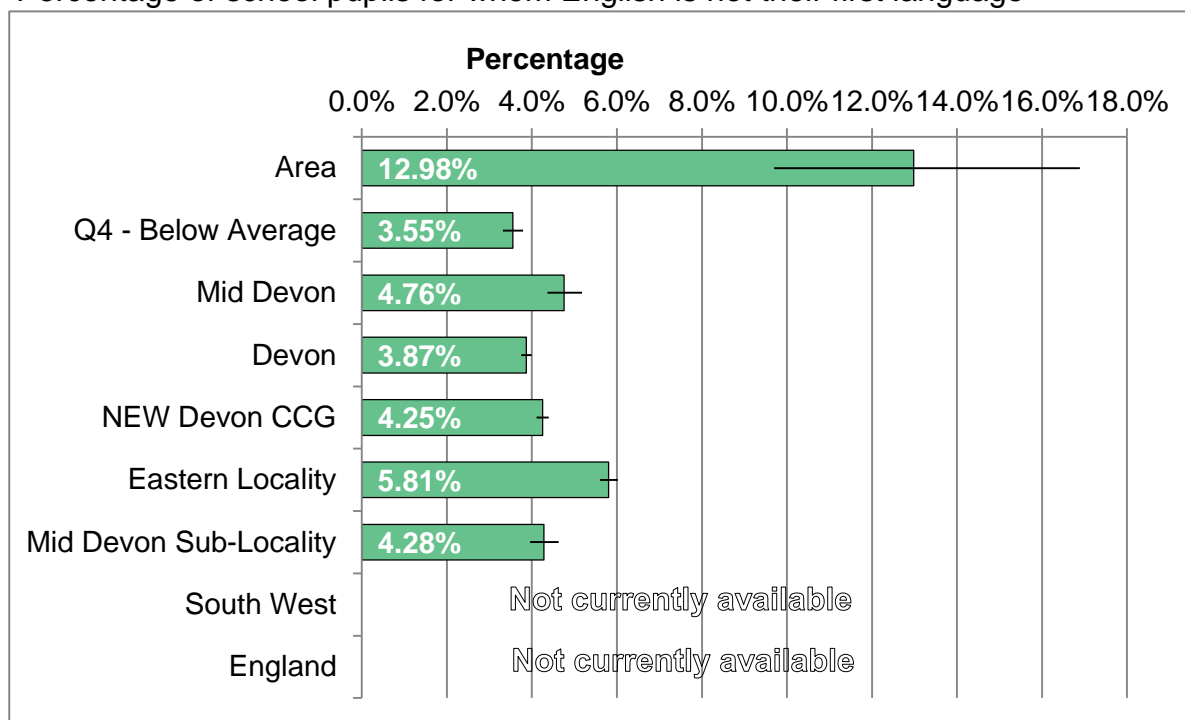 Percentage of school pupils for whom English is not their first language
Percentage
0.0% 2.0% 4.0% 6.0% 8.0% 10.0% 12.0% 14.0% 16.0% 18.0%
Area 12.98%
Q4 - Below Average 3.55%
Mid Devon 4.76%
Devon 3.87%
NEW Devon CCG 4.25%
Eastern Locality 5.81%
Mid Devon Sub-Locality 4.28%
South West Not currently available
England Not currently available